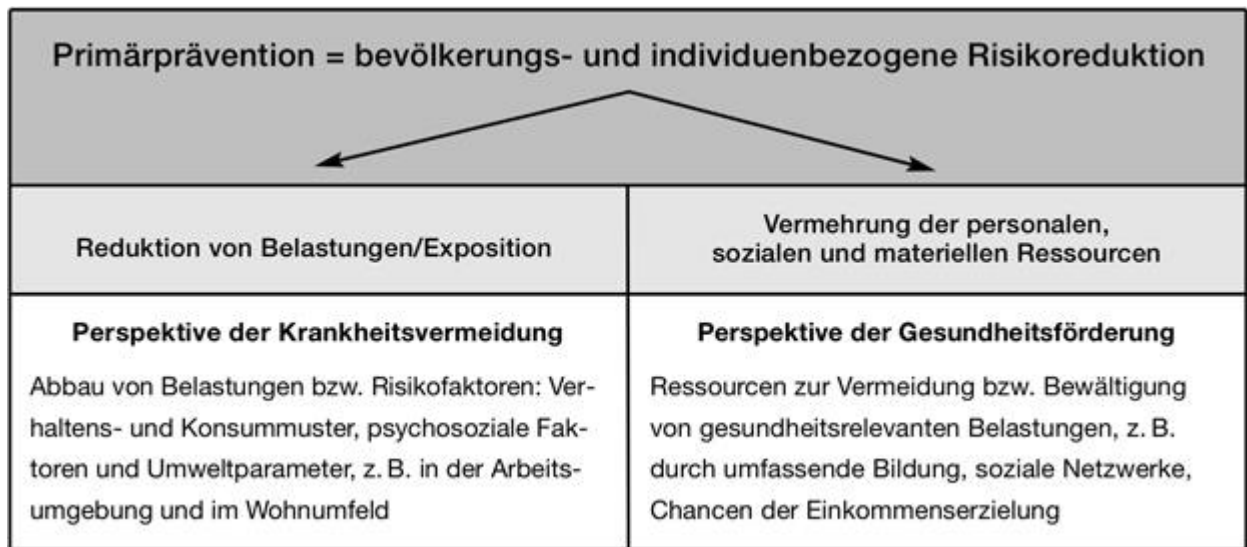 Primärprävention = bevölkerungs- und individuenbezogene Risikoreduktion
Reduktion von Belastungen/Exposition
Vermehrung der personalen,
sozialen und materiellen Ressourcen
Perspektive der Krankheitsvermeidung
Abbau von Belastungen bzw. Risikofaktoren: Ver-
haltens- und Konsummuster, psychosoziale Fak-
toren und Umweltparameter, z. B. in der Arbeits-
umgebung und im Wohnumfeld
Perspektive der Gesundheitsförderung
Ressourcen zur Vermeidung bzw. Bewältigung
von gesundheitsrelevanten Belastungen, z. B.
durch umfassende Bildung, soziale Netzwerke,
Chancen der Einkommenserzielung